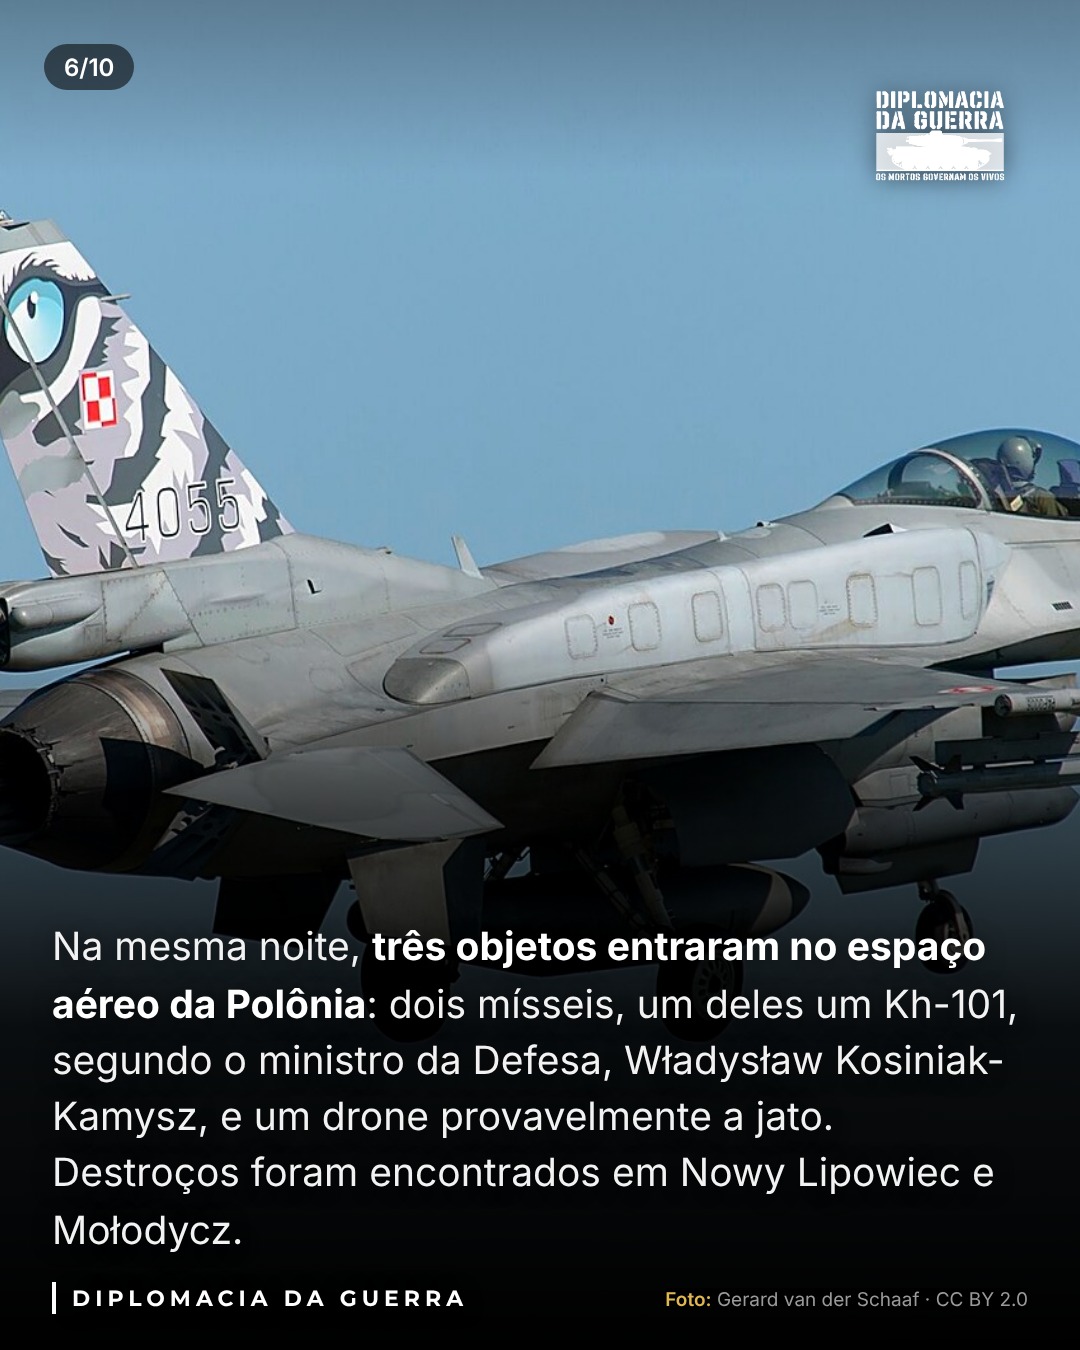 6/10
DIPLOMACIA
DA GUERRA
OS MORTOS GOVERNAM OS VIVOS
4055
Na mesma noite, três objetos entraram no espaço
aéreo da Polônia: dois mísseis, um deles um Kh-101,
segundo o ministro da Defesa, Władysław Kosiniak-
Kamysz, e um drone provavelmente a jato.
Destroços foram encontrados em Nowy Lipowiec e
Mołodycz.
DIPLOMACIA DA GUERRA
Foto: Gerard van der Schaaf · CC BY 2.0